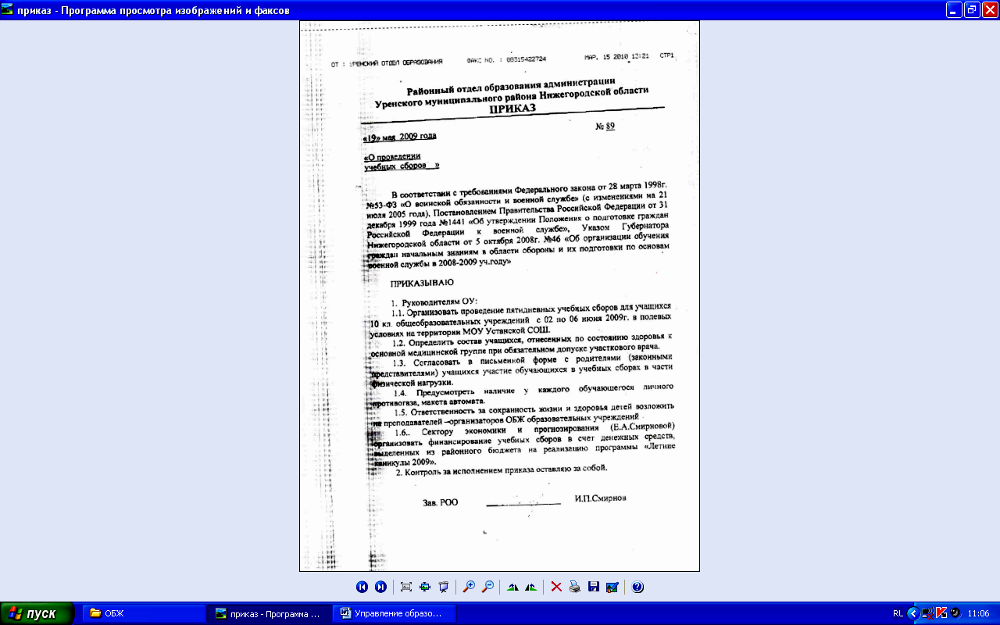 приказ - Программа просмотра изображений и факсов
ОТ : УРЕНСКИЙ ОТДЕЛ ОБРАЗОВАНИЯ ФАКС NO. : 88315422724 МАР. 15 2010 13:21 СТР1
Районный отдел образования администрации
Уренского муниципального района Нижегородской области
ПРИКАЗ
№ 89
«19» мая 2009 года
«О проведении
учебных сборов »
В соответствии с требованиями Федерального закона от 28 марта 1998г.
№53-ФЗ «О воинской обязанности и военной службе» (с изменениями на 21
июля 2005 года), Постановлением Правительства Российской Федерации от 31
декабря 1999 года №1441 «Об утверждении Положения о подготовке граждан
Российской Федерации к военной службе», Указом Губернатора
Нижегородской области от 5 октября 2008г. №46 «Об организации обучения
граждан начальным знаниям в области обороны и их подготовки по основам
военной службы в 2008-2009 уч.году»
ПРИКАЗЫВАЮ
1. Руководителям ОУ:
1.1. Организовать проведение пятидневных учебных сборов для учащихся
10 кл. общеобразовательных учреждений с 02 по 06 июня 2009г. в полевых
условиях на территории МОУ Устанской СОШ.
1.2. Определить состав учащихся, отнесенных по состоянию здоровья к
основной медицинской группе при обязательном допуске участкового врача.
1.3. Согласовать в письменной форме с родителями (законными
представителями) учащихся участие обучающихся в учебных сборах в части
физической нагрузки.
1.4. Предусмотреть наличие у каждого обучающегося личного
противогаза, макета автомата.
1.5. Ответственность за сохранность жизни и здоровья детей возложить
на преподавателей –организаторов ОБЖ образовательных учреждений
1.6.. Сектору экономики и прогнозирования (Е.А.Смирновой)
организовать финансирование учебных сборов в счет денежных средств,
выделенных из районного бюджета на реализацию программы «Летние
каникулы 2009».
2. Контроль за исполнением приказа оставляю за собой.
Зав. РОО И.П.Смирнов
пуск ОБЖ приказ - Программа ... Управление образо... RL 11:06